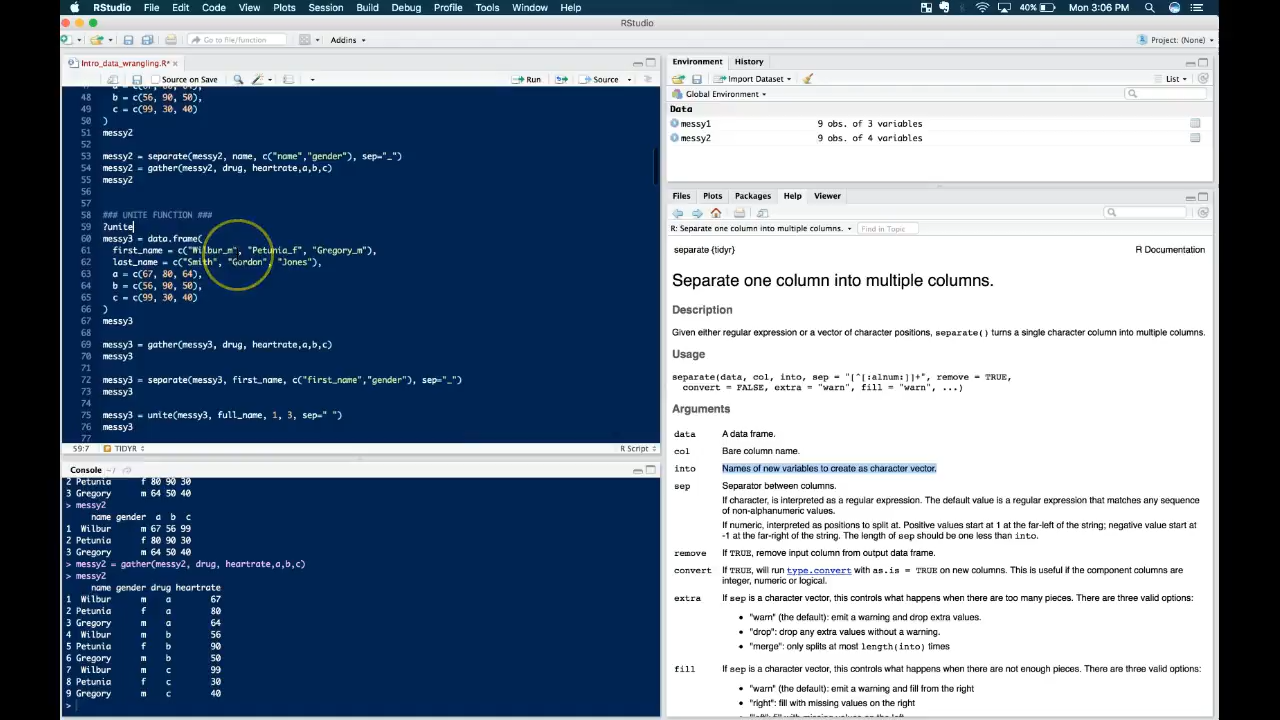 RStudio File Edit Code View Plots Session Build Debug Profile Tools Window Help 40% Mon 3:06 PM
RStudio
Go to file/function Addins Project: (None)
Intro_data_wrangling.R* ×
Source on Save Run Source
48 b = c(56, 90, 50),
49 c = c(99, 30, 40)
50 )
51 messy2
52
53 messy2 = separate(messy2, name, c("name","gender"), sep="_")
54 messy2 = gather(messy2, drug, heartrate,a,b,c)
55 messy2
56
57
58 ### UNITE FUNCTION ###
59 ?unite
60 messy3 = data.frame(
61 first_name = c("Wilbur_m", "Petunia_f", "Gregory_m"),
62 last_name = c("Smith", "Gordon", "Jones"),
63 a = c(67, 80, 64),
64 b = c(56, 90, 50),
65 c = c(99, 30, 40)
66 )
67 messy3
68
69 messy3 = gather(messy3, drug, heartrate,a,b,c)
70 messy3
71
72 messy3 = separate(messy3, first_name, c("first_name","gender"), sep="_")
73 messy3
74
75 messy3 = unite(messy3, full_name, 1, 3, sep=" ")
76 messy3
77
59:7 TIDYR R Script
Console ~/
2 Petunia f 80 90 30
3 Gregory m 64 50 40
> messy2
name gender a b c
1 Wilbur m 67 56 99
2 Petunia f 80 90 30
3 Gregory m 64 50 40
> messy2 = gather(messy2, drug, heartrate,a,b,c)
> messy2
name gender drug heartrate
1 Wilbur m a 67
2 Petunia f a 80
3 Gregory m a 64
4 Wilbur m b 56
5 Petunia f b 90
6 Gregory m b 50
7 Wilbur m c 99
8 Petunia f c 30
9 Gregory m c 40
>
Environment History
Import Dataset List
Global Environment
Data
messy1 9 obs. of 3 variables
messy2 9 obs. of 4 variables
Files Plots Packages Help Viewer
R: Separate one column into multiple columns. Find in Topic
separate {tidyr} R Documentation
Separate one column into multiple columns.
Description
Given either regular expression or a vector of character positions, separate() turns a single character column into multiple columns.
Usage
separate(data, col, into, sep = "[^[:alnum:]]+", remove = TRUE,
convert = FALSE, extra = "warn", fill = "warn", ...)
Arguments
data A data frame.
col Bare column name.
into Names of new variables to create as character vector.
sep Separator between columns.
If character, is interpreted as a regular expression. The default value is a regular expression that matches any sequence
of non-alphanumeric values.
If numeric, interpreted as positions to split at. Positive values start at 1 at the far-left of the string; negative value start at
-1 at the far-right of the string. The length of sep should be one less than into.
remove If TRUE, remove input column from output data frame.
convert If TRUE, will run type.convert with as.is = TRUE on new columns. This is useful if the component columns are
integer, numeric or logical.
extra If sep is a character vector, this controls what happens when there are too many pieces. There are three valid options:
• "warn" (the default): emit a warning and drop extra values.
• "drop": drop any extra values without a warning.
• "merge": only splits at most length(into) times
fill If sep is a character vector, this controls what happens when there are not enough pieces. There are three valid options:
• "warn" (the default): emit a warning and fill from the right
• "right": fill with missing values on the right